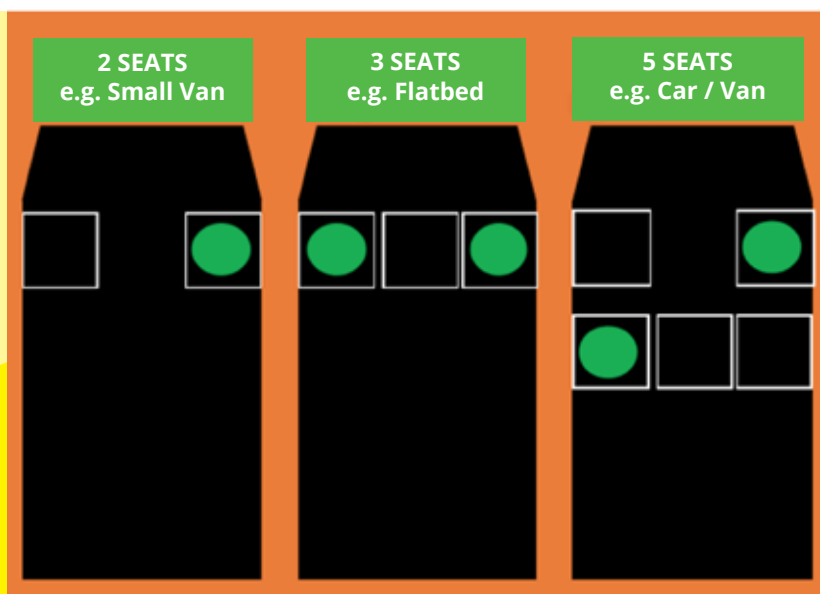 2 SEATS
e.g. Small Van
3 SEATS
e.g. Flatbed
5 SEATS
e.g. Car / Van